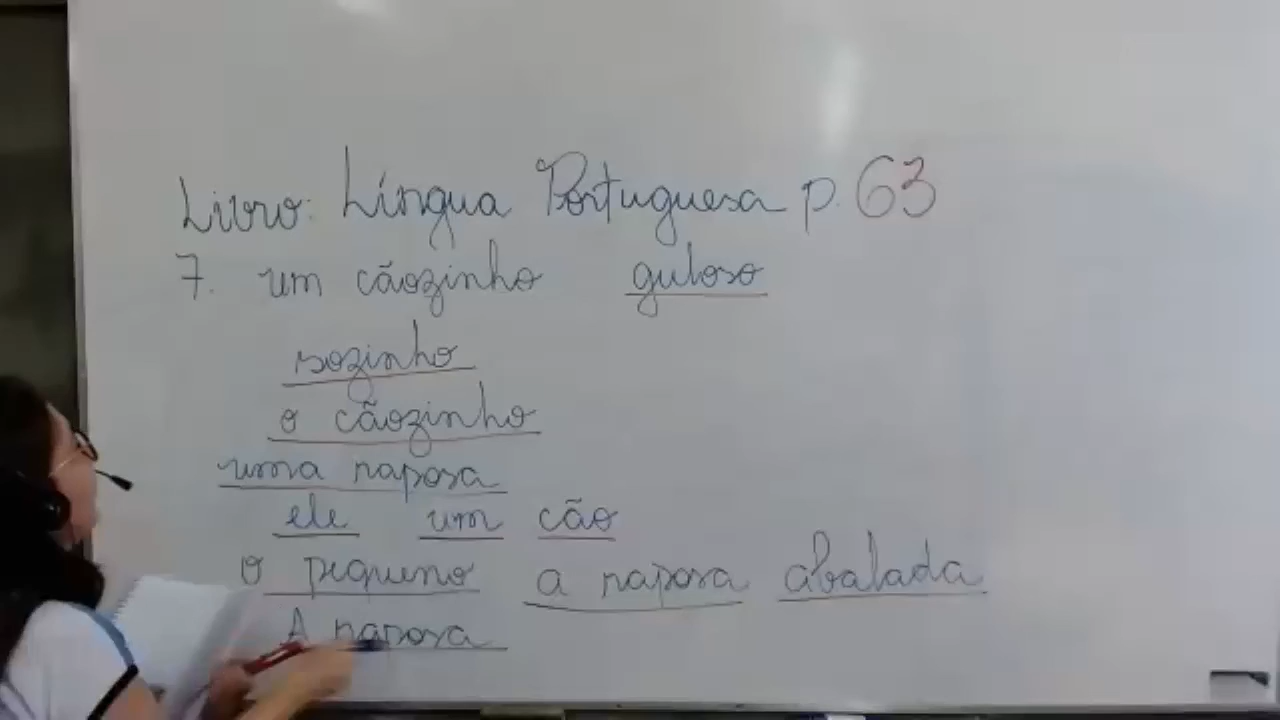 Livro: Língua Portuguesa p. 63
7. um cãozinho guloso
sozinho
o cãozinho
uma raposa
ele um cão
o pequeno a raposa abalada
A raposa